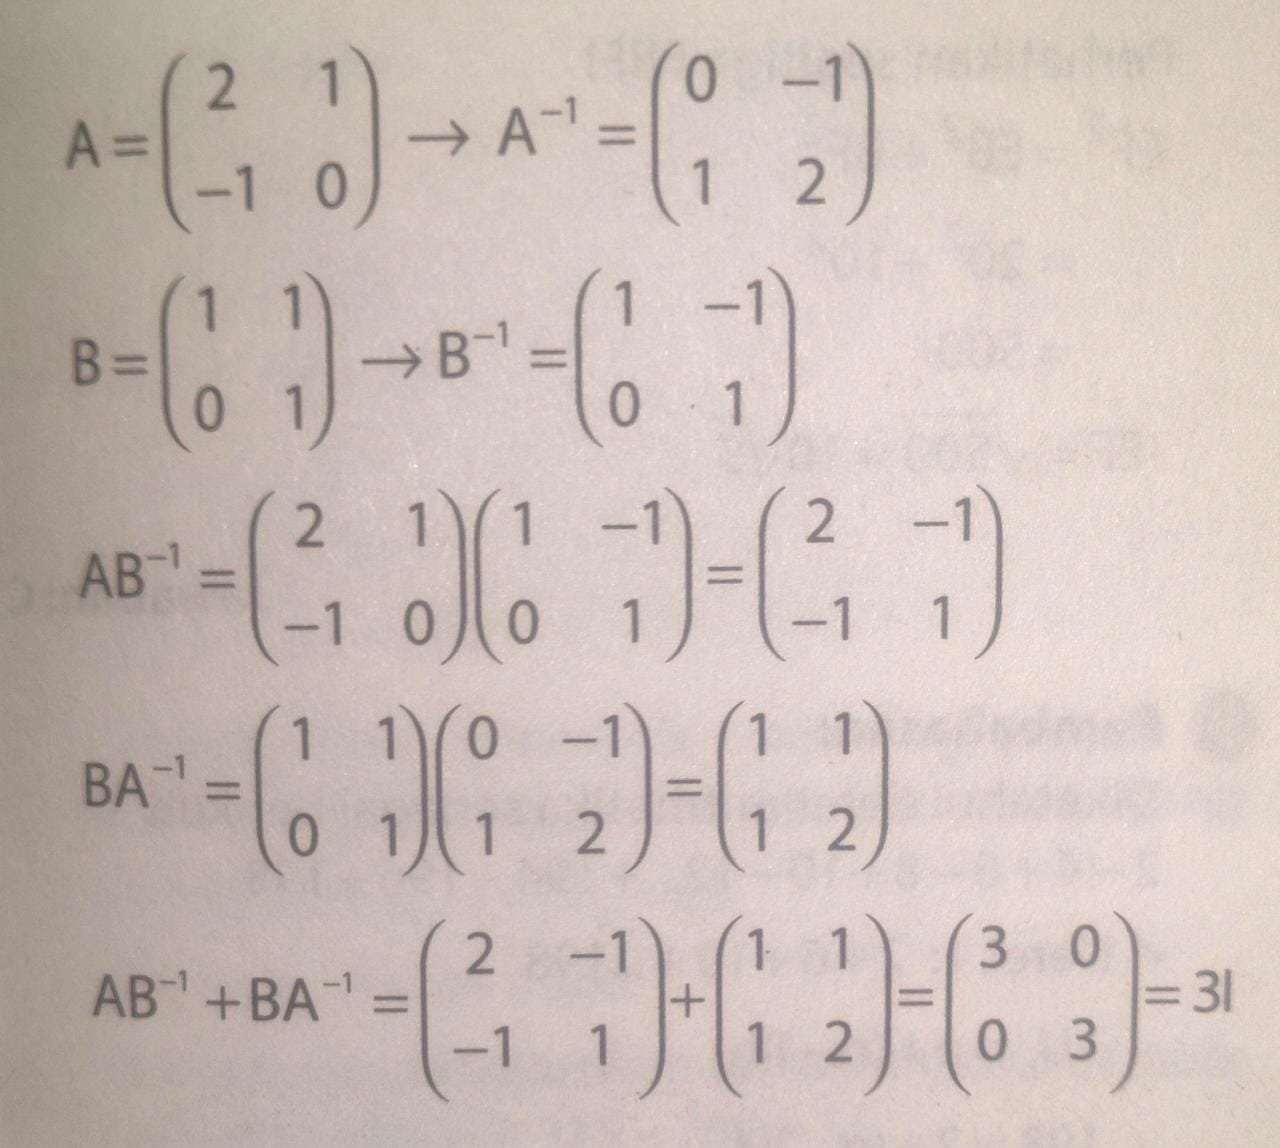 A = ( 2 1 ; −1 0 ) → A⁻¹ = ( 0 −1 ; 1 2 )
B = ( 1 1 ; 0 1 ) → B⁻¹ = ( 1 −1 ; 0 1 )
AB⁻¹ = ( 2 1 ; −1 0 ) ( 1 −1 ; 0 1 ) = ( 2 −1 ; −1 1 )
BA⁻¹ = ( 1 1 ; 0 1 ) ( 0 −1 ; 1 2 ) = ( 1 1 ; 1 2 )
AB⁻¹ + BA⁻¹ = ( 2 −1 ; −1 1 ) + ( 1 1 ; 1 2 ) = ( 3 0 ; 0 3 ) = 3I